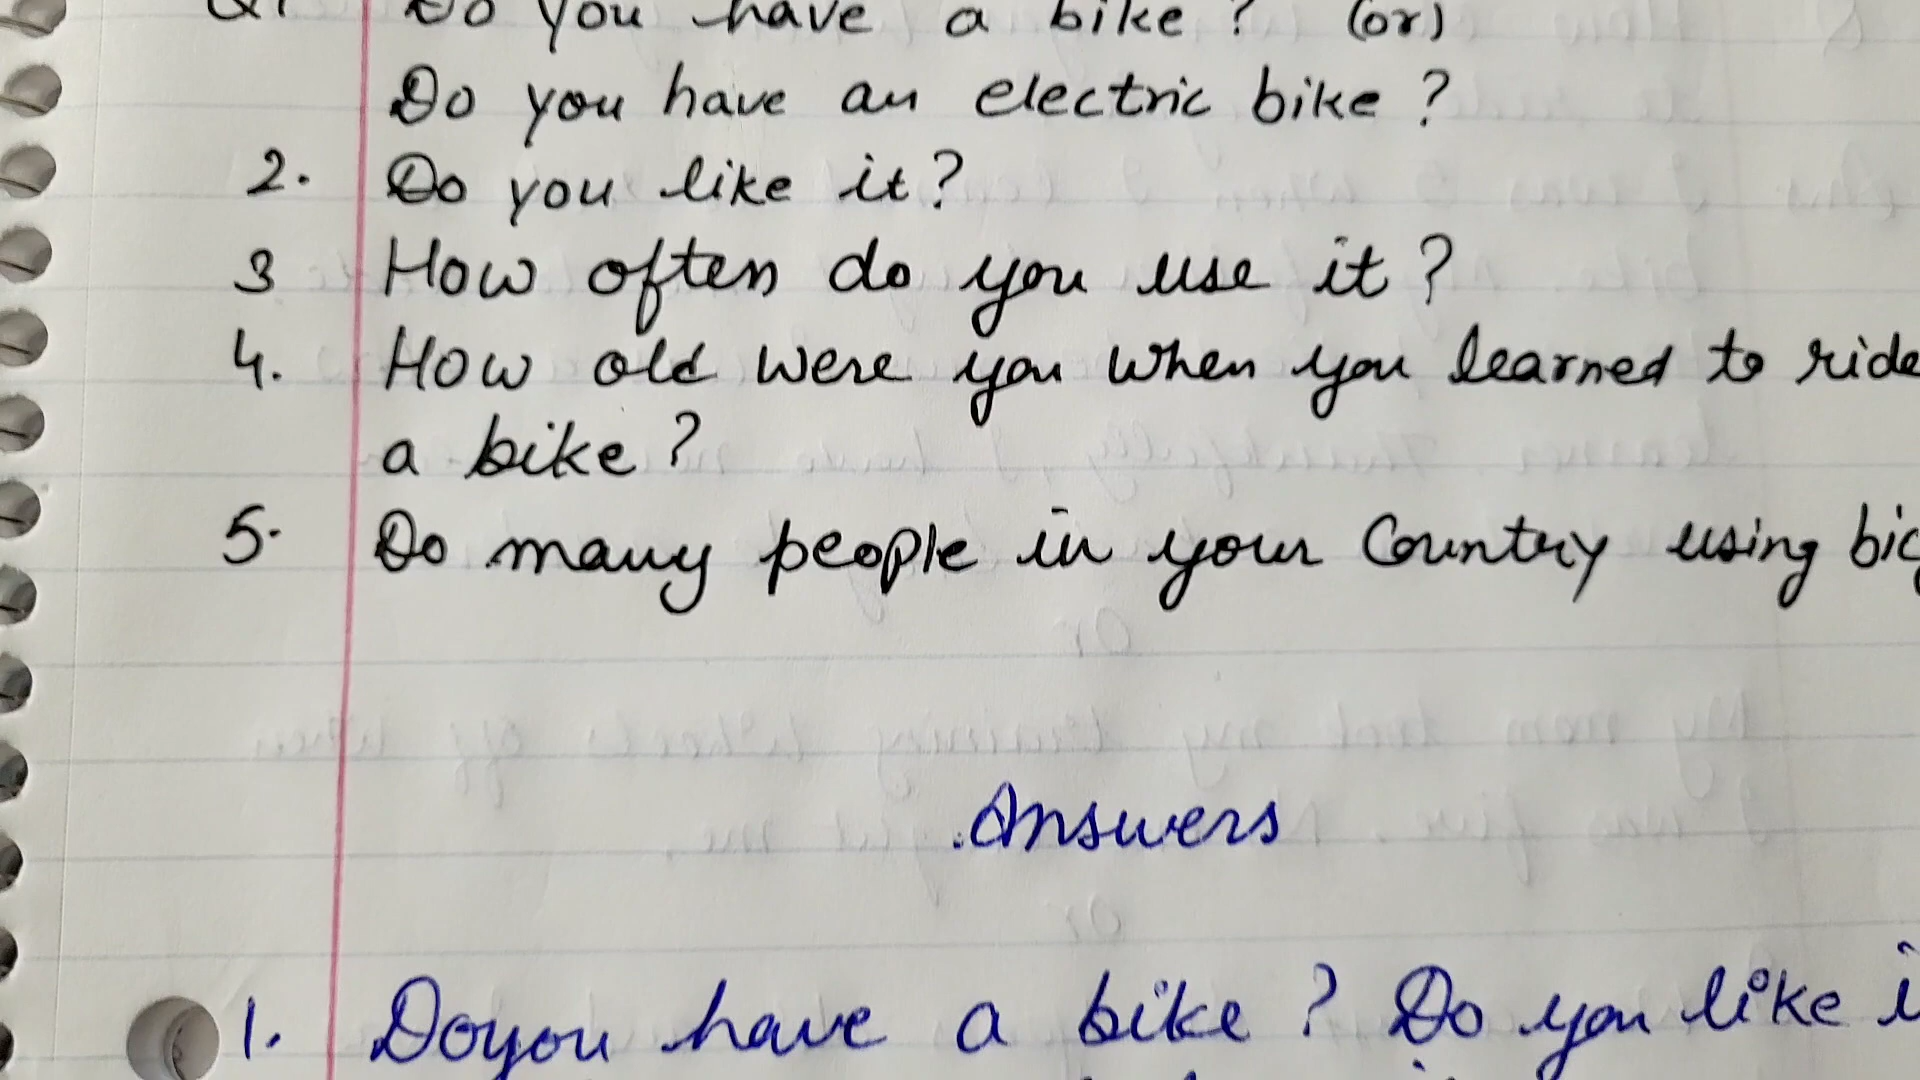 Q1 Do you have a bike? (or)
Do you have an electric bike?
2. Do you like it?
3 How often do you use it?
4. How old were you when you learned to ride
a bike?
5. Do many people in your Country using
Answers
1. Doyou have a bike? Do you like